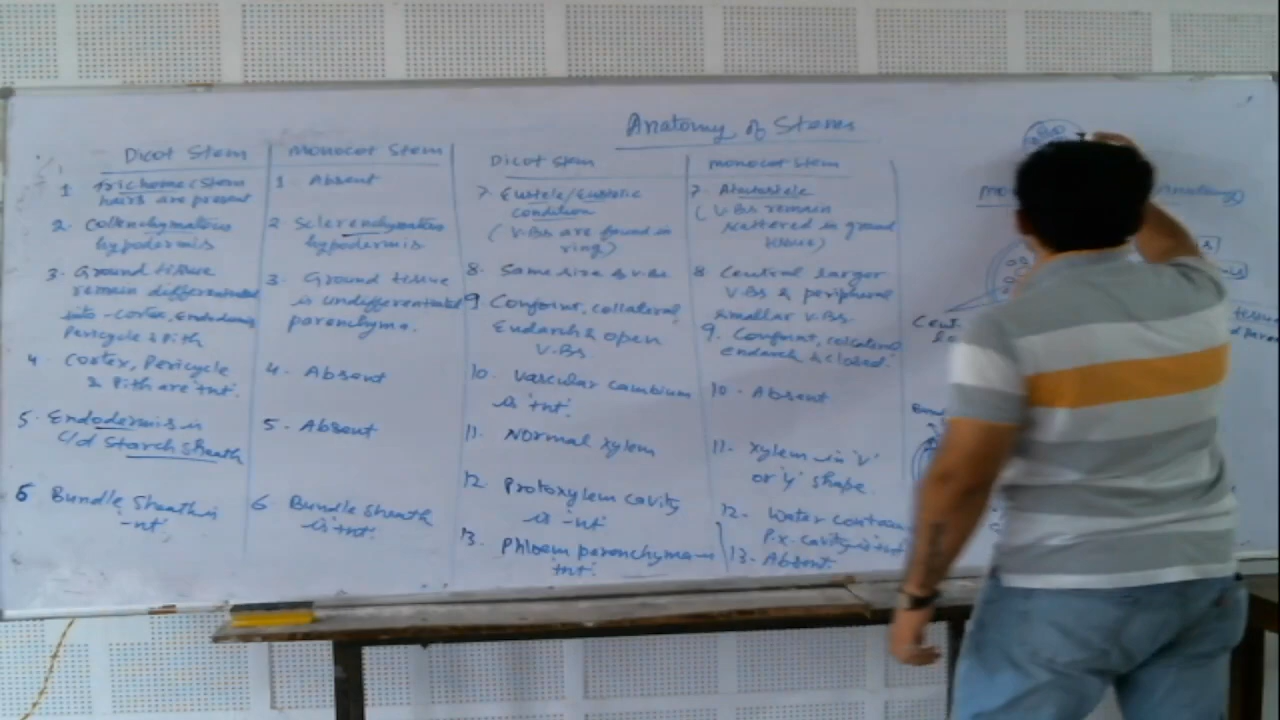 Anatomy of Stems
Dicot Stem
1 Trichome (Stem
hairs are present
2. Collenchymatous
hypodermis
3. Ground tissue
remain differentiated
into - Cortex, Endodermis
Pericycle & Pith
4 Cortex, Pericycle
& Pith are '+nt'.
5. Endodermis is
c/d Starch Sheath
6 Bundle Sheath is
-nt'
Monocot Stem
1. Absent
2 Sclerenchymatous
hypodermis
3. Ground tissue
is undifferentiated
parenchyma.
4. Absent
5. Absent
6 Bundle Sheath
is '+nt'.
Dicot Stem
7. Eustele/Eustelic
condition
( V.Bs are found in
ring)
8. Same size of V.Bs
9 Conjoint, collateral,
Endarch & open
V.Bs
10. Vascular cambium
is '+nt'.
11. Normal xylem
12. Protoxylem cavity
is -nt'
13. Phloem parenchyma -
'+nt'.
Monocot Stem
7. Atactostele
( V.Bs remain
scattered in ground
tissue)
8 Central larger
V.Bs & peripheral
smaller V.Bs
9. Conjoint, collateral
endarch & closed.
10. Absent
11. Xylem in 'V'
or 'Y' shape
12. Water
P.X. cavity is '+nt'
13. Absent.
Anatomy)